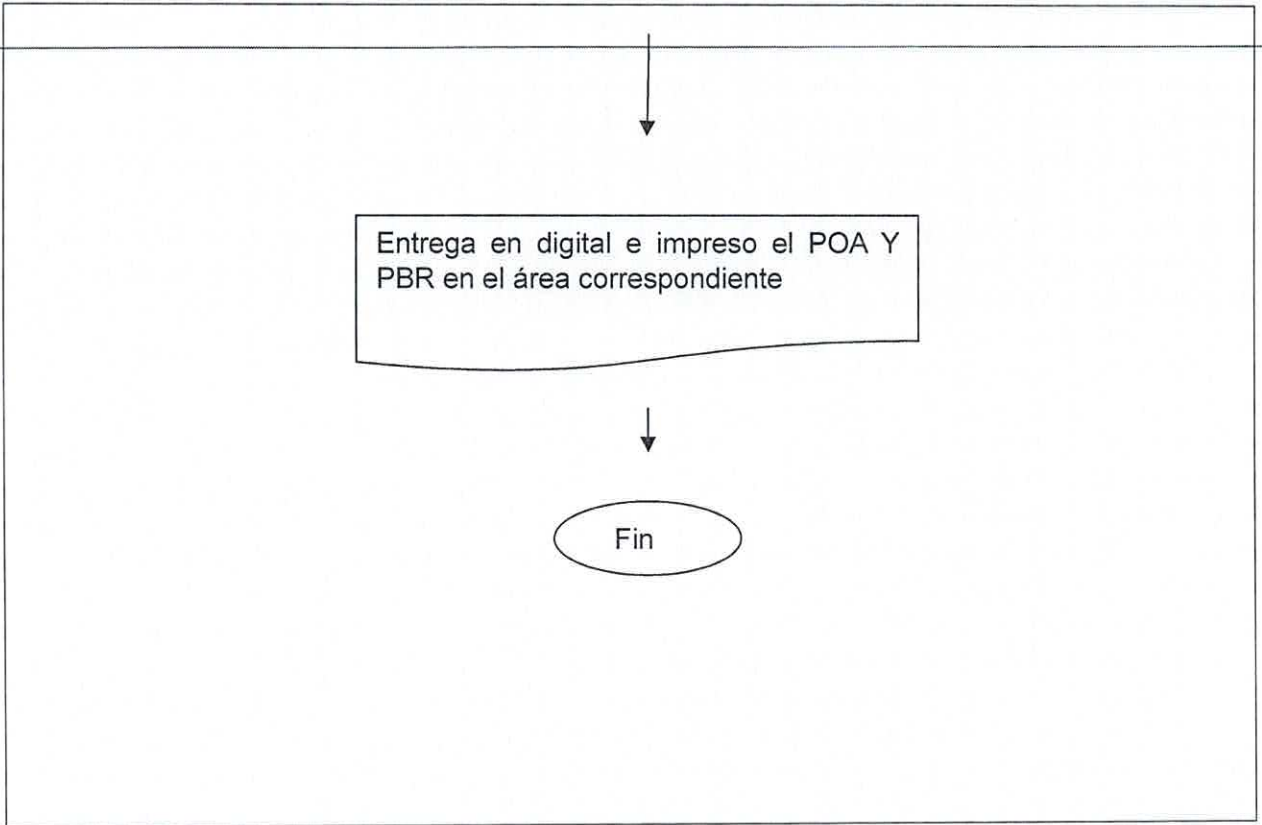 Entrega en digital e impreso el POA Y
PBR en el área correspondiente
Fin